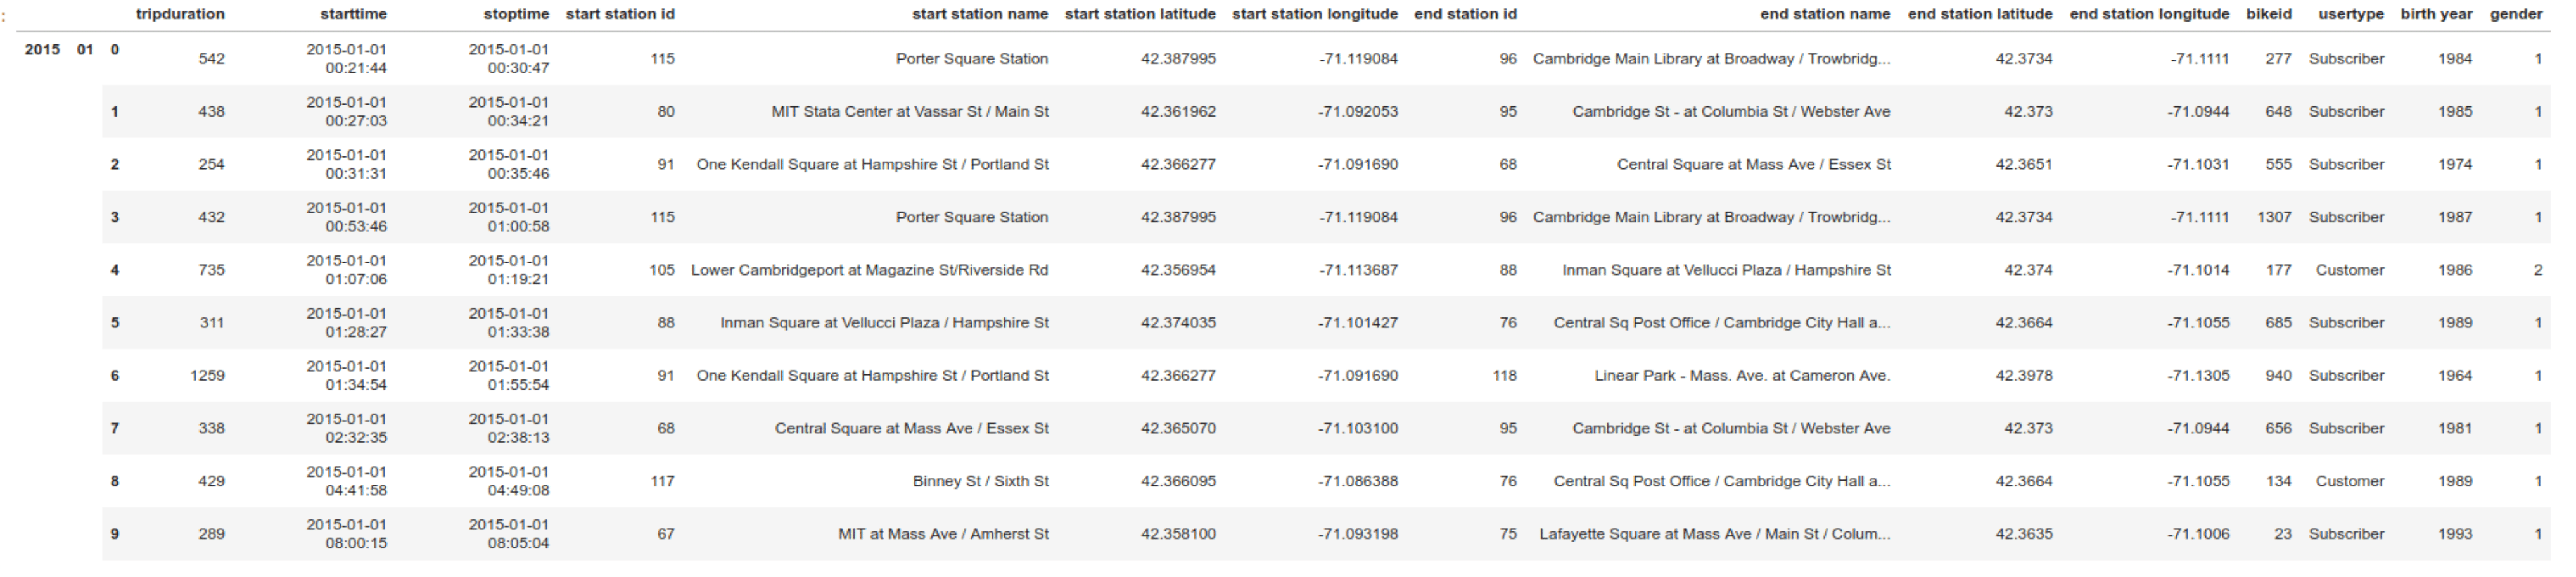 : tripduration starttime stoptime start station id start station name start station latitude start station longitude end station id end station name end station latitude end station longitude bikeid usertype birth year gender
2015 01 0 542 2015-01-01 00:21:44 2015-01-01 00:30:47 115 Porter Square Station 42.387995 -71.119084 96 Cambridge Main Library at Broadway / Trowbridg... 42.3734 -71.1111 277 Subscriber 1984 1
1 438 2015-01-01 00:27:03 2015-01-01 00:34:21 80 MIT Stata Center at Vassar St / Main St 42.361962 -71.092053 95 Cambridge St - at Columbia St / Webster Ave 42.373 -71.0944 648 Subscriber 1985 1
2 254 2015-01-01 00:31:31 2015-01-01 00:35:46 91 One Kendall Square at Hampshire St / Portland St 42.366277 -71.091690 68 Central Square at Mass Ave / Essex St 42.3651 -71.1031 555 Subscriber 1974 1
3 432 2015-01-01 00:53:46 2015-01-01 01:00:58 115 Porter Square Station 42.387995 -71.119084 96 Cambridge Main Library at Broadway / Trowbridg... 42.3734 -71.1111 1307 Subscriber 1987 1
4 735 2015-01-01 01:07:06 2015-01-01 01:19:21 105 Lower Cambridgeport at Magazine St/Riverside Rd 42.356954 -71.113687 88 Inman Square at Vellucci Plaza / Hampshire St 42.374 -71.1014 177 Customer 1986 2
5 311 2015-01-01 01:28:27 2015-01-01 01:33:38 88 Inman Square at Vellucci Plaza / Hampshire St 42.374035 -71.101427 76 Central Sq Post Office / Cambridge City Hall a... 42.3664 -71.1055 685 Subscriber 1989 1
6 1259 2015-01-01 01:34:54 2015-01-01 01:55:54 91 One Kendall Square at Hampshire St / Portland St 42.366277 -71.091690 118 Linear Park - Mass. Ave. at Cameron Ave. 42.3978 -71.1305 940 Subscriber 1964 1
7 338 2015-01-01 02:32:35 2015-01-01 02:38:13 68 Central Square at Mass Ave / Essex St 42.365070 -71.103100 95 Cambridge St - at Columbia St / Webster Ave 42.373 -71.0944 656 Subscriber 1981 1
8 429 2015-01-01 04:41:58 2015-01-01 04:49:08 117 Binney St / Sixth St 42.366095 -71.086388 76 Central Sq Post Office / Cambridge City Hall a... 42.3664 -71.1055 134 Customer 1989 1
9 289 2015-01-01 08:00:15 2015-01-01 08:05:04 67 MIT at Mass Ave / Amherst St 42.358100 -71.093198 75 Lafayette Square at Mass Ave / Main St / Colum... 42.3635 -71.1006 23 Subscriber 1993 1